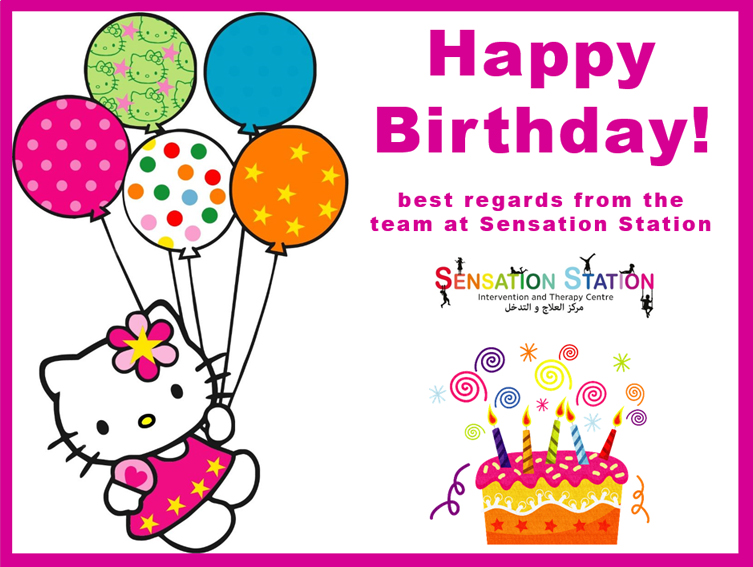 Happy
Birthday!
best regards from the
team at Sensation Station
SENSATION STATION
Intervention and Therapy Centre
مركز العلاج و التدخل